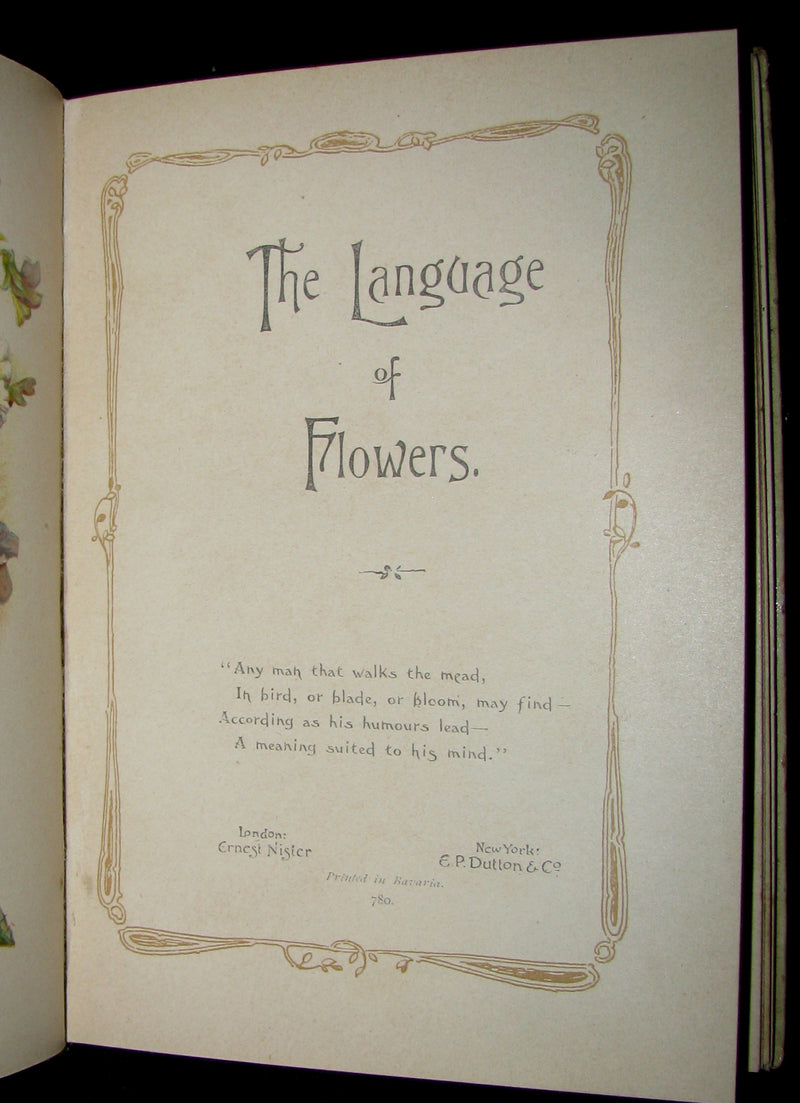 The Language
of
Flowers.
“Any man that walks the mead,
In bird, or blade, or bloom, may find—
According as his humours lead—
A meaning suited to his mind.”
London:
Ernest Nister
New York:
E. P. Dutton & Co
Printed in Bavaria.
780.